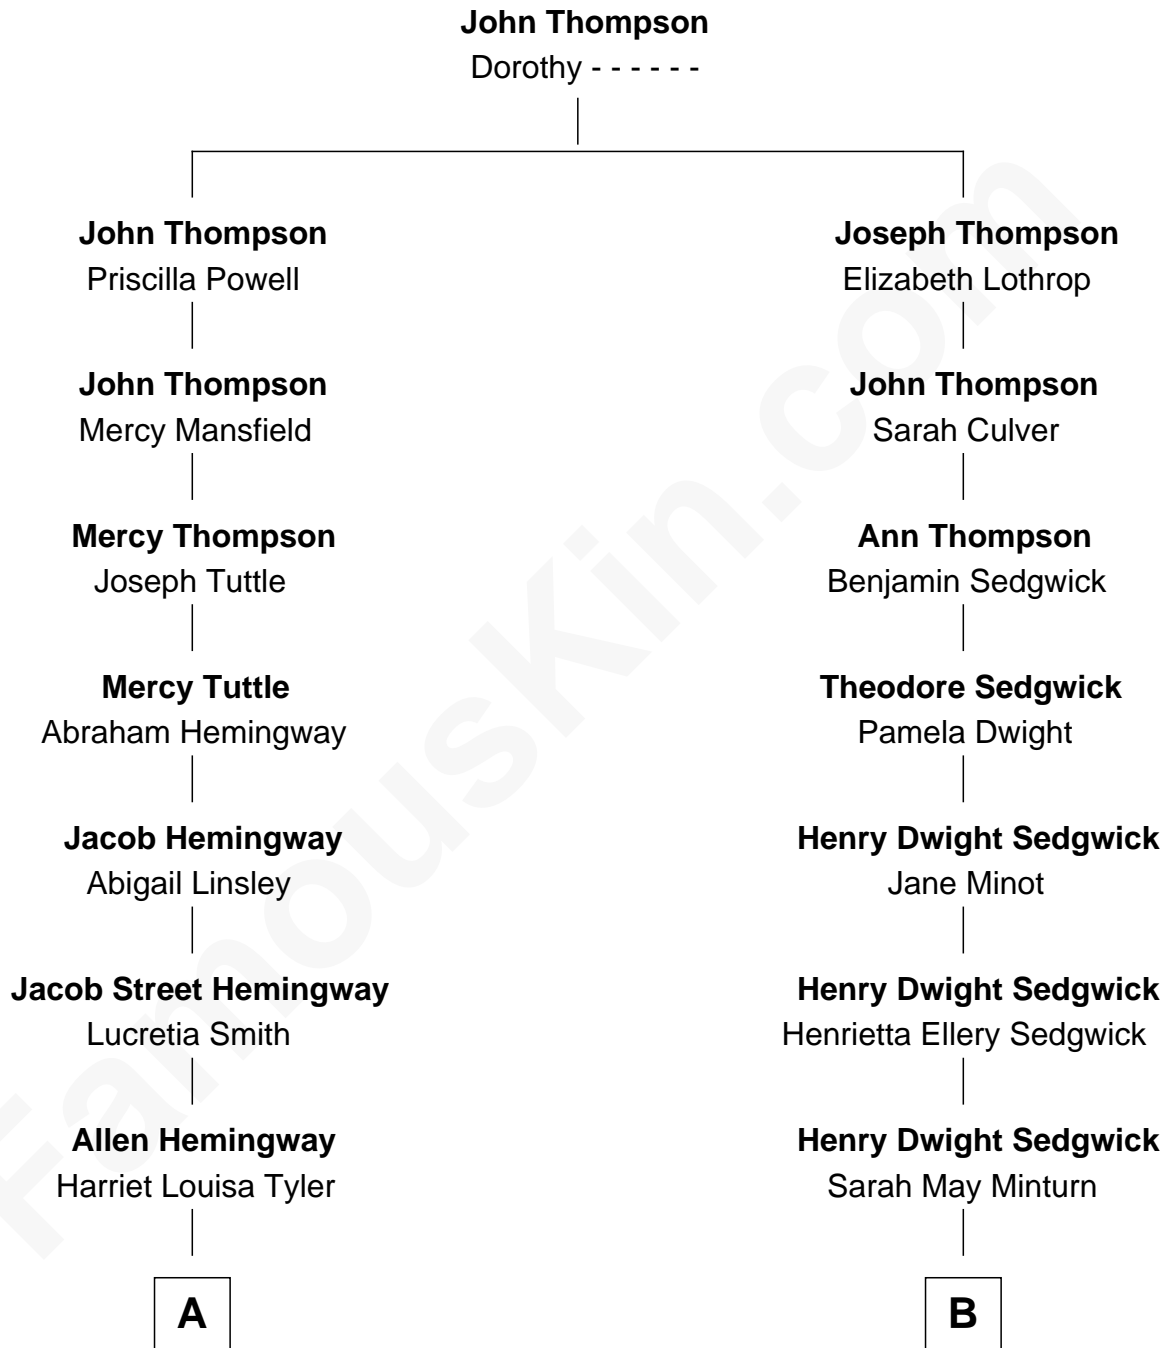 John Thompson
Dorothy - - - - - -
John Thompson
Priscilla Powell
Joseph Thompson
Elizabeth Lothrop
John Thompson
Mercy Mansfield
John Thompson
Sarah Culver
Mercy Thompson
Joseph Tuttle
Ann Thompson
Benjamin Sedgwick
Mercy Tuttle
Abraham Hemingway
Theodore Sedgwick
Pamela Dwight
Jacob Hemingway
Abigail Linsley
Henry Dwight Sedgwick
Jane Minot
Jacob Street Hemingway
Lucretia Smith
Henry Dwight Sedgwick
Henrietta Ellery Sedgwick
Allen Hemingway
Harriet Louisa Tyler
Henry Dwight Sedgwick
Sarah May Minturn
A
B
FamousKin.com